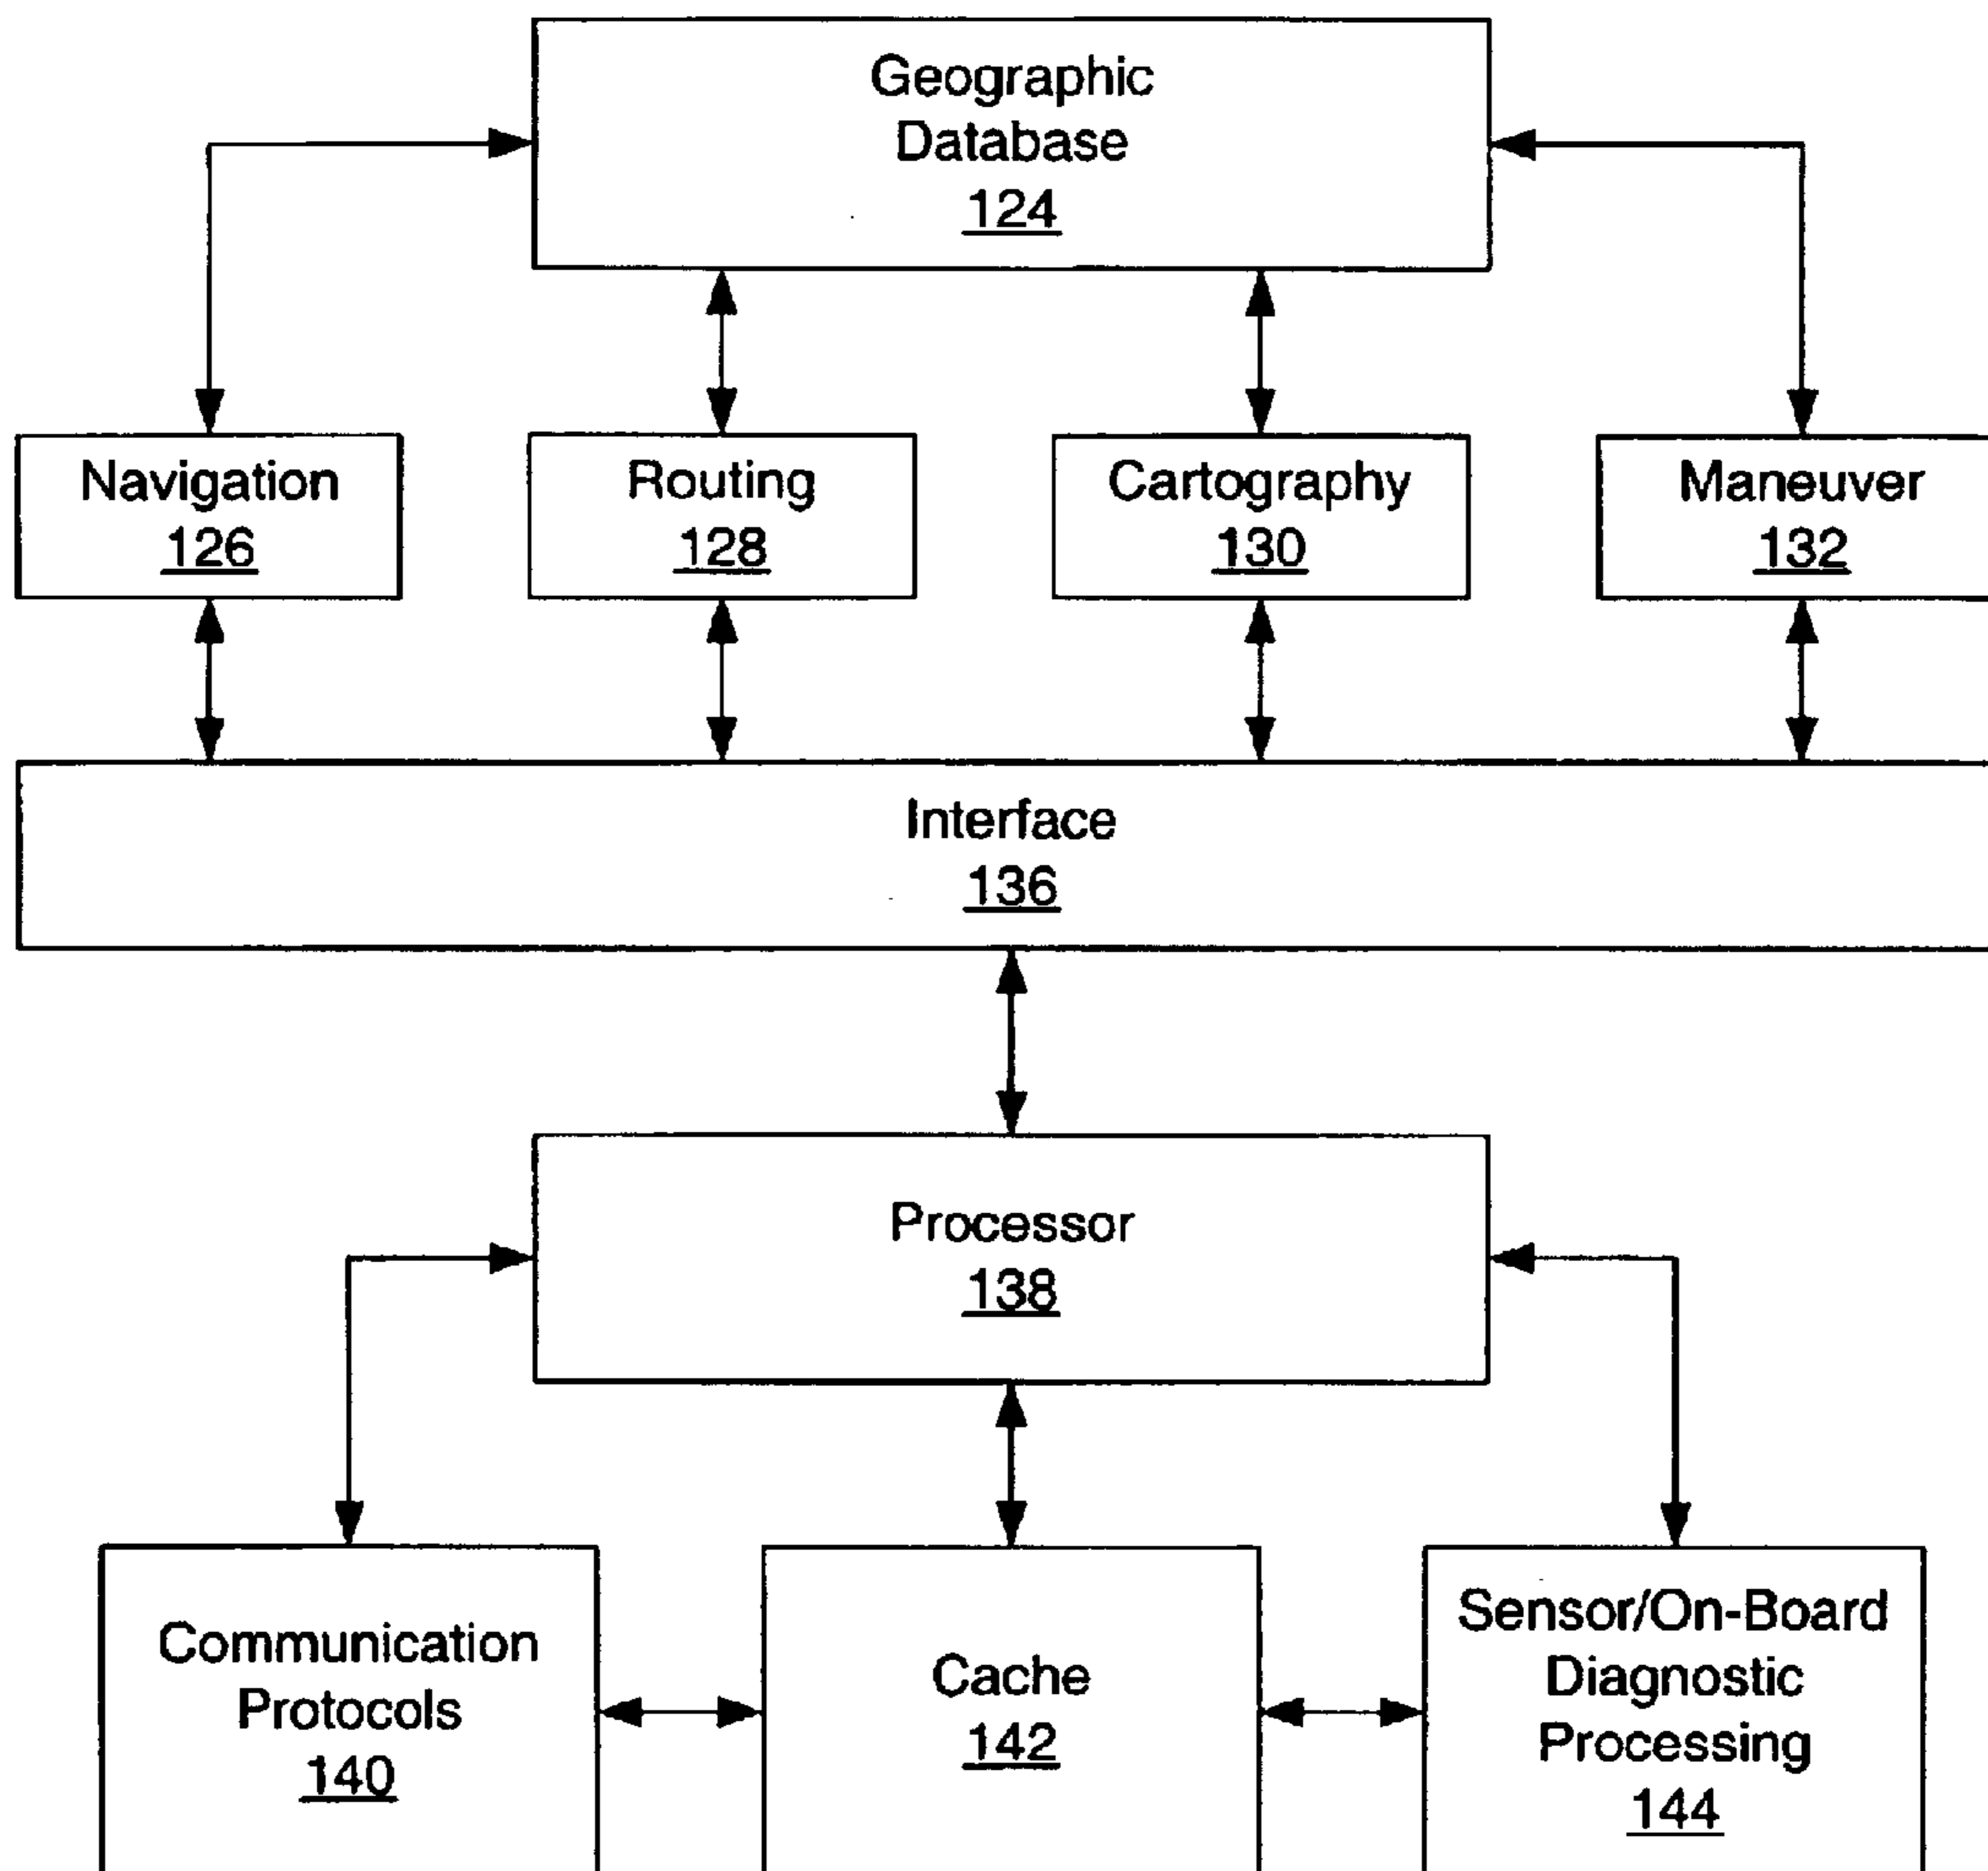 Geographic
Database
124
Navigation
126
Routing
128
Cartography
130
Maneuver
132
Interface
136
Processor
138
Communication
Protocols
140
Cache
142
Sensor/On-Board
Diagnostic
Processing
144